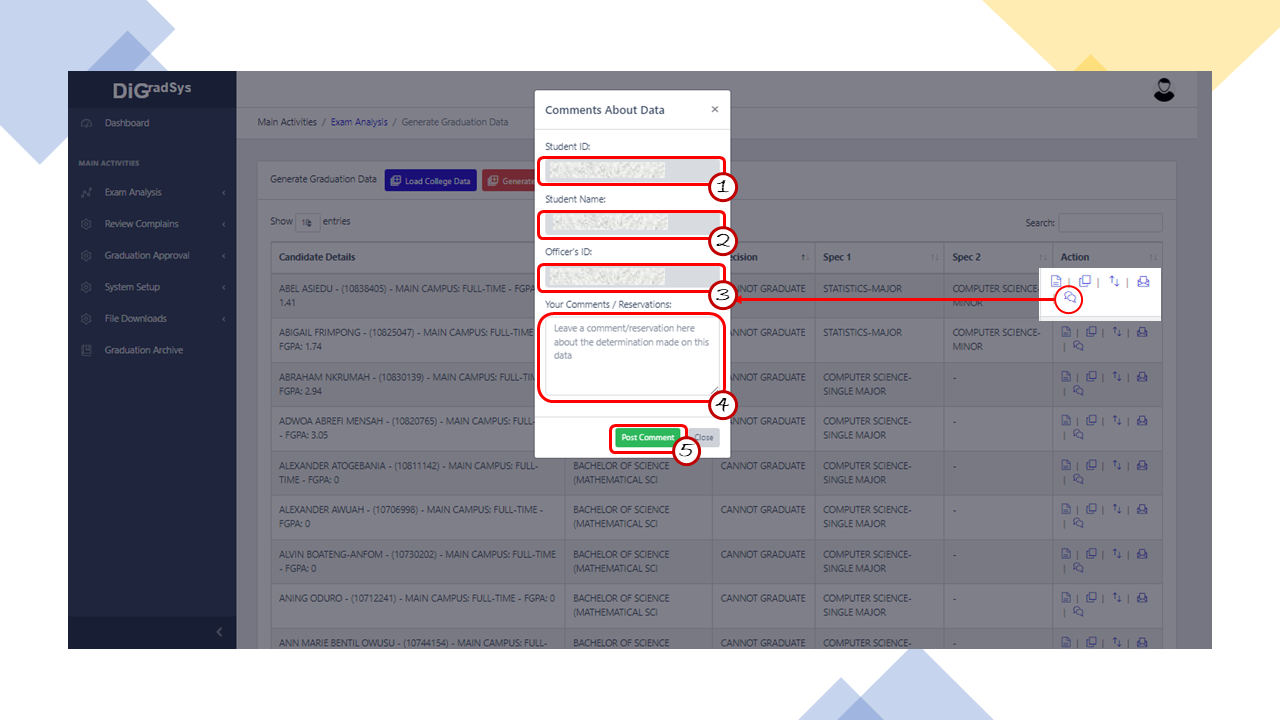 DiGradSys
Dashboard
MAIN ACTIVITIES
Exam Analysis
Review Complains
Graduation Approval
System Setup
File Downloads
Graduation Archive
Main Activities / Exam Analysis / Generate Graduation Data
Generate Graduation Data Load College Data Generate
Show entries
Search:
Comments About Data ×
Student ID:
1
Student Name:
2
Officer's ID:
3
Your Comments / Reservations:
Leave a comment/reservation here
about the determination made on this
data
4
Post Comment Close
5
Candidate Details Spec 1 Spec 2 Action
ABEL ASIEDU - (10858405) - MAIN CAMPUS: FULL-TIME - FGPA: NNOT GRADUATE STATISTICS-MAJOR COMPUTER SCIENCE-
1.41 MINOR
ABIGAIL FRIMPONG - (10825047) - MAIN CAMPUS: FULL-TIME NNOT GRADUATE STATISTICS-MAJOR COMPUTER SCIENCE-
FGPA: 1.74 MINOR
ABRAHAM NKRUMAH - (10830139) - MAIN CAMPUS: FULL-TIM NNOT GRADUATE COMPUTER SCIENCE- -
FGPA: 2.94 SINGLE MAJOR
ADWOA ABREFI MENSAH - (10820765) - MAIN CAMPUS: FULL- NNOT GRADUATE COMPUTER SCIENCE- -
- FGPA: 3.05 SINGLE MAJOR
ALEXANDER ATOGEBANIA - (10811142) - MAIN CAMPUS: FULL- BACHELOR OF SCIENCE CANNOT GRADUATE COMPUTER SCIENCE- -
TIME - FGPA: 0 (MATHEMATICAL SCI SINGLE MAJOR
ALEXANDER AWUAH - (10706998) - MAIN CAMPUS: FULL-TIME - BACHELOR OF SCIENCE CANNOT GRADUATE COMPUTER SCIENCE- -
FGPA: 0 (MATHEMATICAL SCI SINGLE MAJOR
ALVIN BOATENG-ANFOM - (10730202) - MAIN CAMPUS: FULL-TIME BACHELOR OF SCIENCE CANNOT GRADUATE COMPUTER SCIENCE- -
- FGPA: 0 (MATHEMATICAL SCI SINGLE MAJOR
ANING ODURO - (10712241) - MAIN CAMPUS: FULL-TIME - FGPA: 0 BACHELOR OF SCIENCE CANNOT GRADUATE COMPUTER SCIENCE- -
(MATHEMATICAL SCI SINGLE MAJOR
ANN MARIE BENTIL OWUSU - (10744154) - MAIN CAMPUS: FULL- BACHELOR OF SCIENCE CANNOT GRADUATE COMPUTER SCIENCE- -